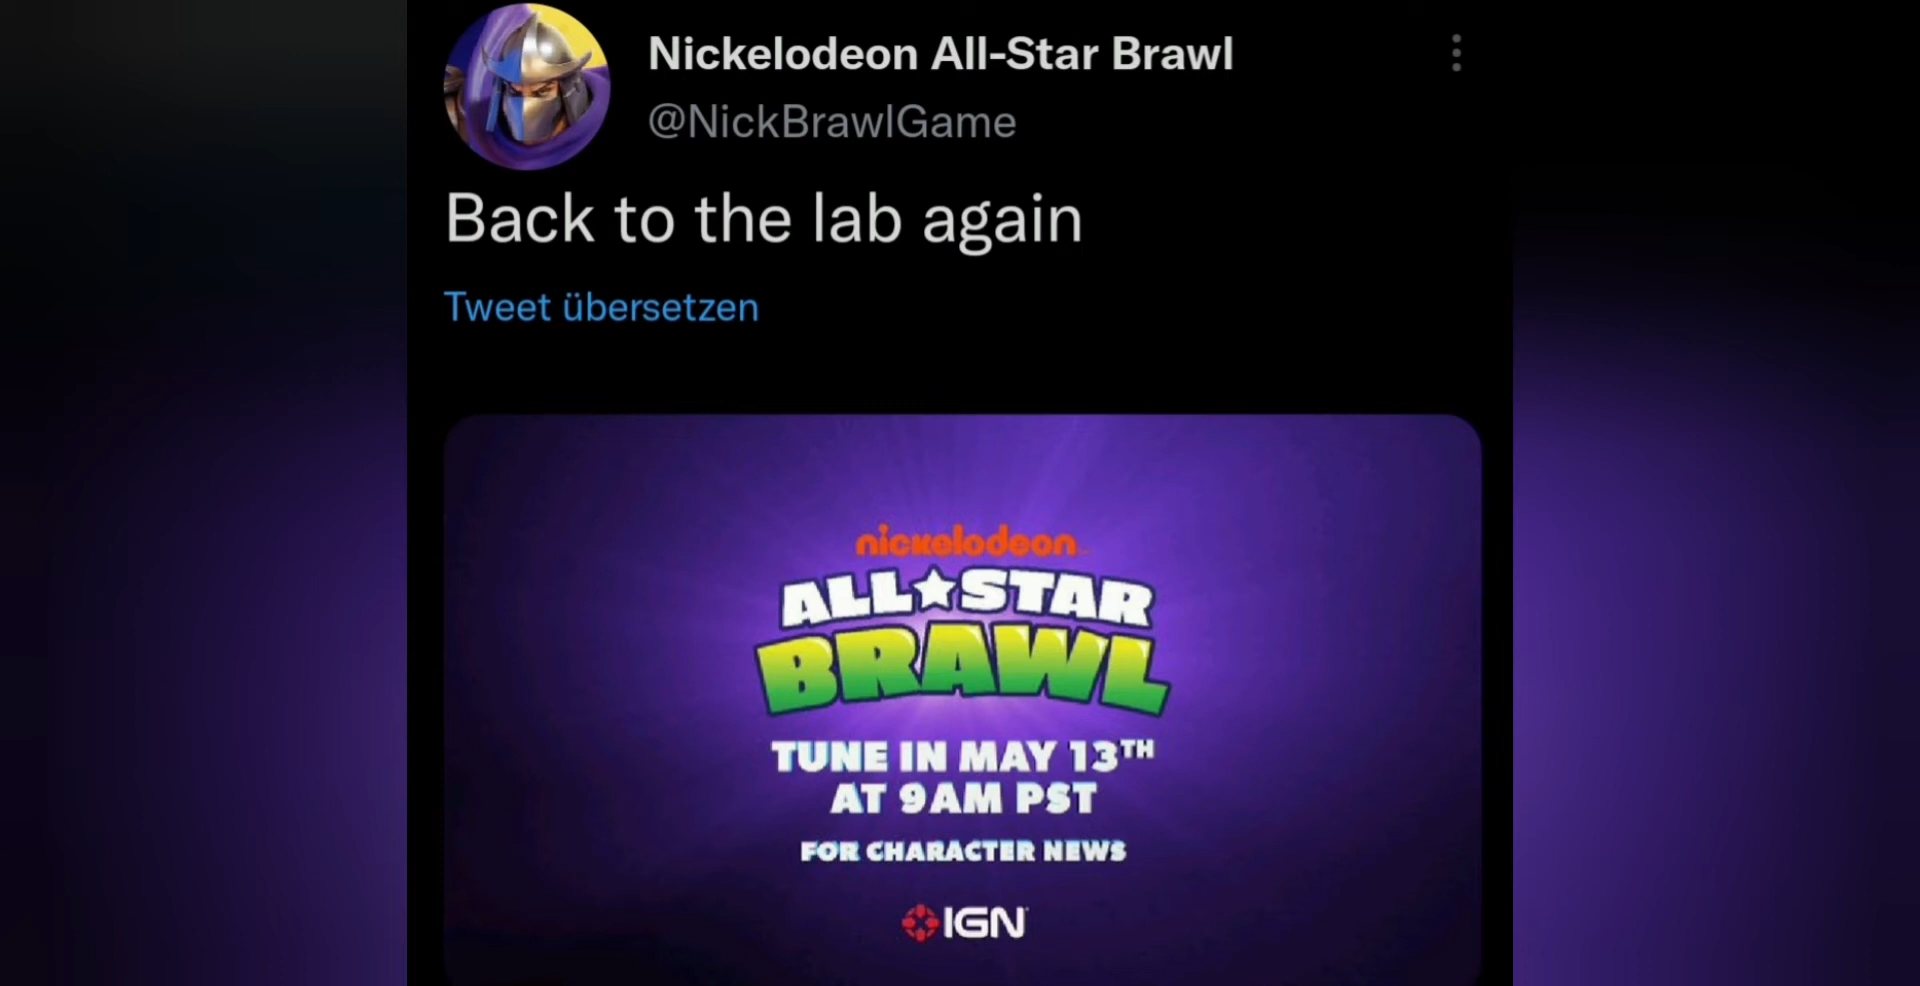 Nickelodeon All-Star Brawl
@NickBrawlGame
Back to the lab again
Tweet übersetzen
nickelodeon
ALL★STAR
BRAWL
TUNE IN MAY 13TH
AT 9AM PST
FOR CHARACTER NEWS
IGN